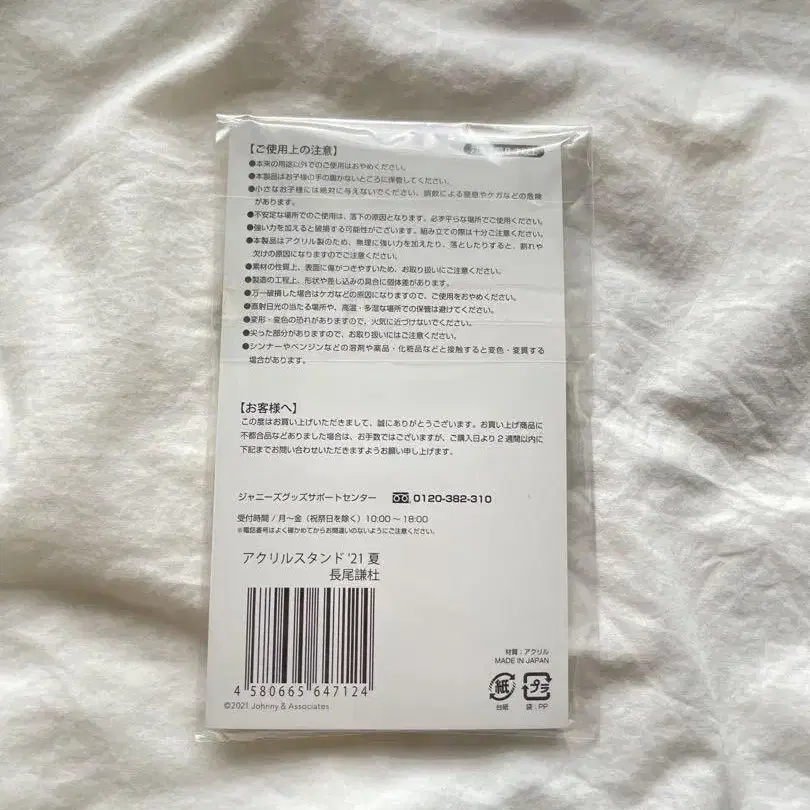 【ご使用上の注意】
●本来の用途以外でのご使用はおやめください。
●本製品はお子様の手の届かないところに保管してください。
●小さなお子様には絶対に与えないでください。誤飲による窒息やケガなどの危険
があります。
●不安定な場所でのご使用は、落下の原因となります。必ず平らな場所でご使用ください。
●強い力を加えると破損する可能性がございます。組み立ての際は十分ご注意ください。
●本製品はアクリル製のため、無理に強い力を加えたり、落としたりすると、割れや
欠けの原因になりますのでご注意ください。
●素材の性質上、表面に傷がつきやすいため、お取り扱いにご注意ください。
●製造の工程上、形状や差し込みの具合に個体差があります。
●万一破損した場合はケガなどの原因になりますので、ご使用をおやめください。
●直射日光の当たる場所や、高温・多湿な場所での保管は避けてください。
●変形・変色の恐れがありますので、火気に近づけないでください。
●尖った部分がありますので、お取り扱いにはご注意ください。
●シンナーやベンジンなどの溶剤や薬品・化粧品などと接触すると変色・変質する
場合があります。
【お客様へ】
この度はお買い上げいただきまして、誠にありがとうございます。お買い上げ商品に
不都合品などありました場合は、お手数ではございますが、ご購入日より2週間以内に
下記までお問い合わせいただきますようお願い申し上げます。
ジャニーズグッズサポートセンター 0120-382-310
受付時間/月～金(祝祭日を除く)10:00～18:00
※電話番号はよく確かめてからお間違いのないようにご注意ください。
アクリルスタンド '21 夏
長尾謙杜
4 580665 647124
©2021 Johnny & Associates
材質：アクリル
MADE IN JAPAN
紙
台紙
プラ
袋：PP